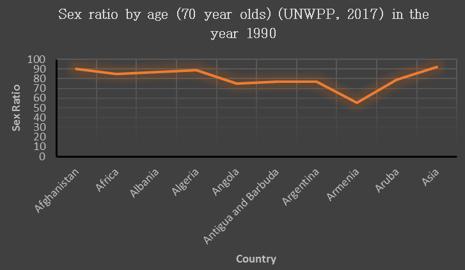 Sex ratio by age (70 year olds) (UNWPP, 2017) in the
year 1990
100
90
80
70
60
50
40
30
20
10
0
Sex Ratio
Afghanistan
Africa
Albania
Algeria
Angola
Antigua and Barbuda
Argentina
Armenia
Aruba
Asia
Country